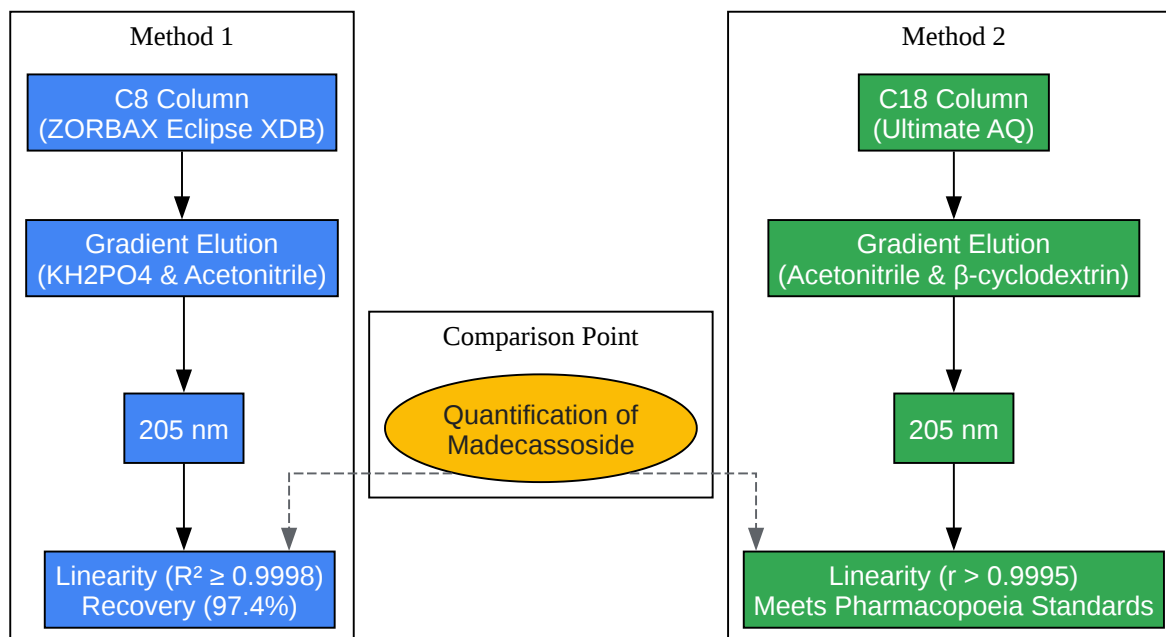 Method 1
C8 Column
(ZORBAX Eclipse XDB)
Gradient Elution
(KH2PO4 & Acetonitrile)
205 nm
Linearity (R² ≥ 0.9998)
Recovery (97.4%)
Comparison Point
Quantification of
Madecassoside
Method 2
C18 Column
(Ultimate AQ)
Gradient Elution
(Acetonitrile & β-cyclodextrin)
205 nm
Linearity (r > 0.9995)
Meets Pharmacopoeia Standards